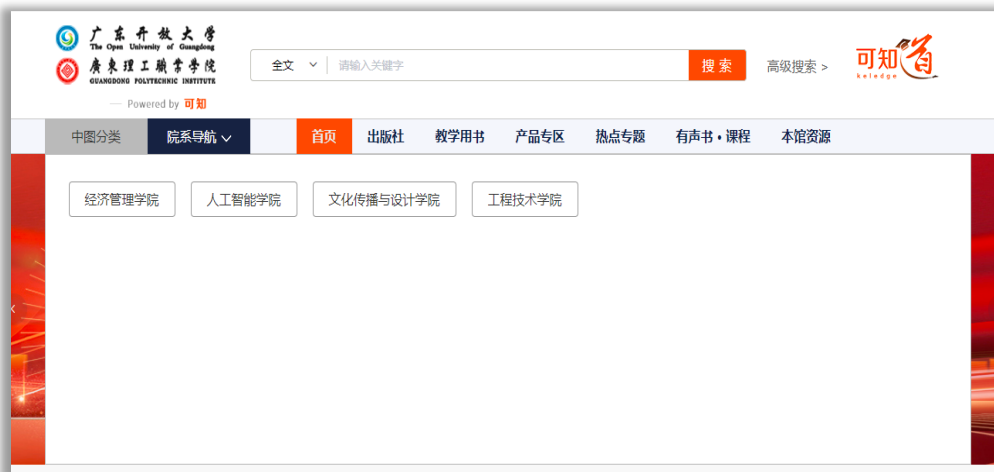 广东开放大学
The Open University of Guangdong
廣東理工職業学院
GUANGDONG POLYTECHNIC INSTITUTE
Powered by 可知
全文 请输入关键字 搜索 高级搜索 >
可知道
keledge
中图分类 院系导航 首页 出版社 教学用书 产品专区 热点专题 有声书•课程 本馆资源
经济管理学院 人工智能学院 文化传播与设计学院 工程技术学院